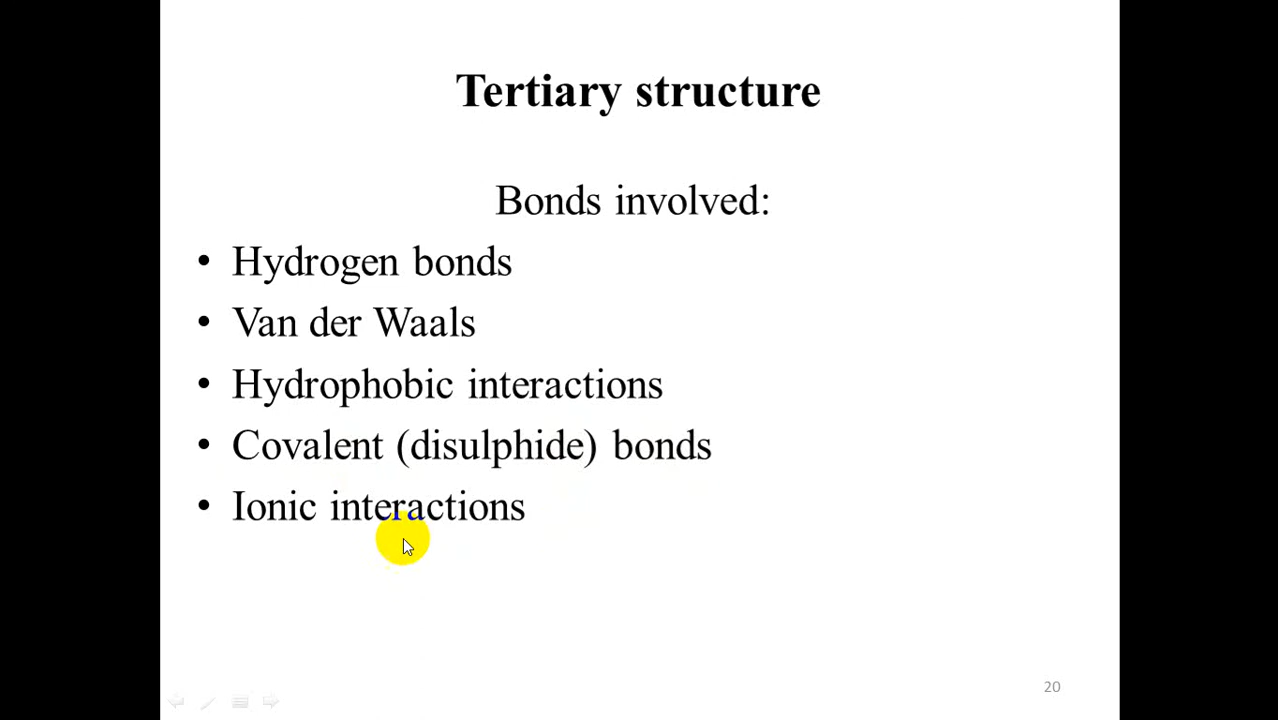 Tertiary structure
Bonds involved:
• Hydrogen bonds
• Van der Waals
• Hydrophobic interactions
• Covalent (disulphide) bonds
• Ionic interactions
20